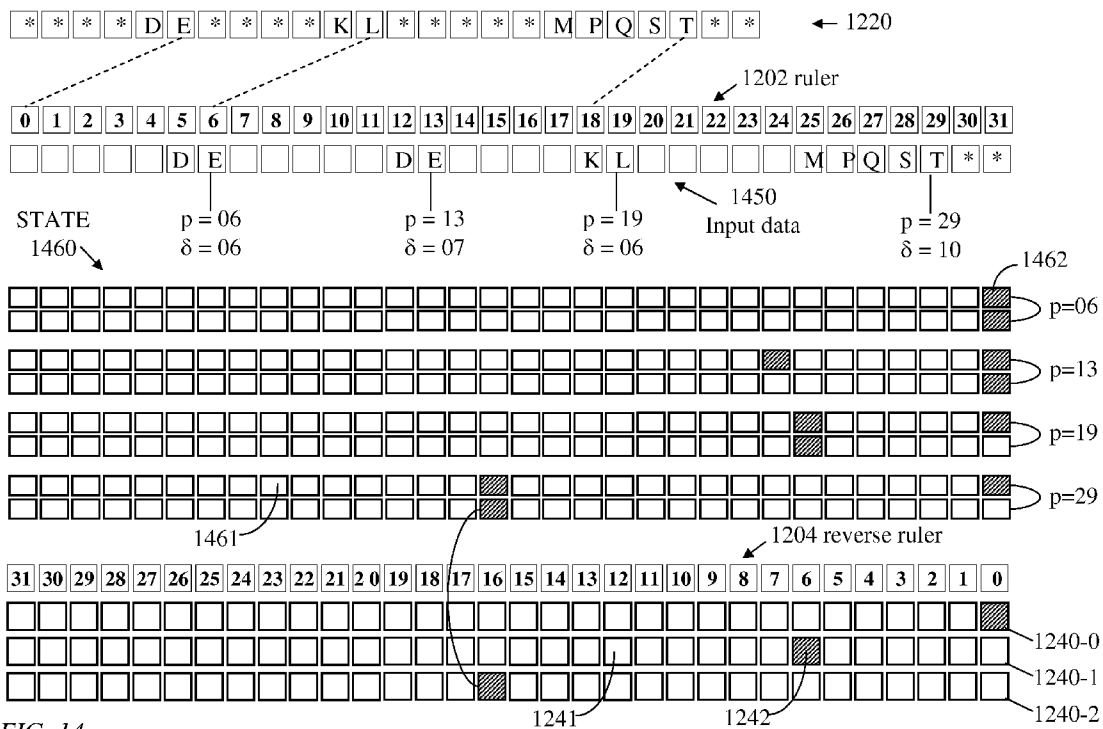 * * * * D E * * * * K L * * * * * M P Q S T * * 1220
1202 ruler
0 1 2 3 4 5 6 7 8 9 10 11 12 13 14 15 16 17 18 19 20 21 22 23 24 25 26 27 28 29 30 31
D E D E K L M P Q S T * *
1450
Input data
STATE
1460
p = 06
δ = 06
p = 13
δ = 07
p = 19
δ = 06
p = 29
δ = 10
1462
p=06
p=13
p=19
p=29
1461
1204 reverse ruler
31 30 29 28 27 26 25 24 23 22 21 2 0 19 18 17 16 15 14 13 12 11 10 9 8 7 6 5 4 3 2 1 0
1240-0
1240-1
1240-2
1241
1242
FIG. 14